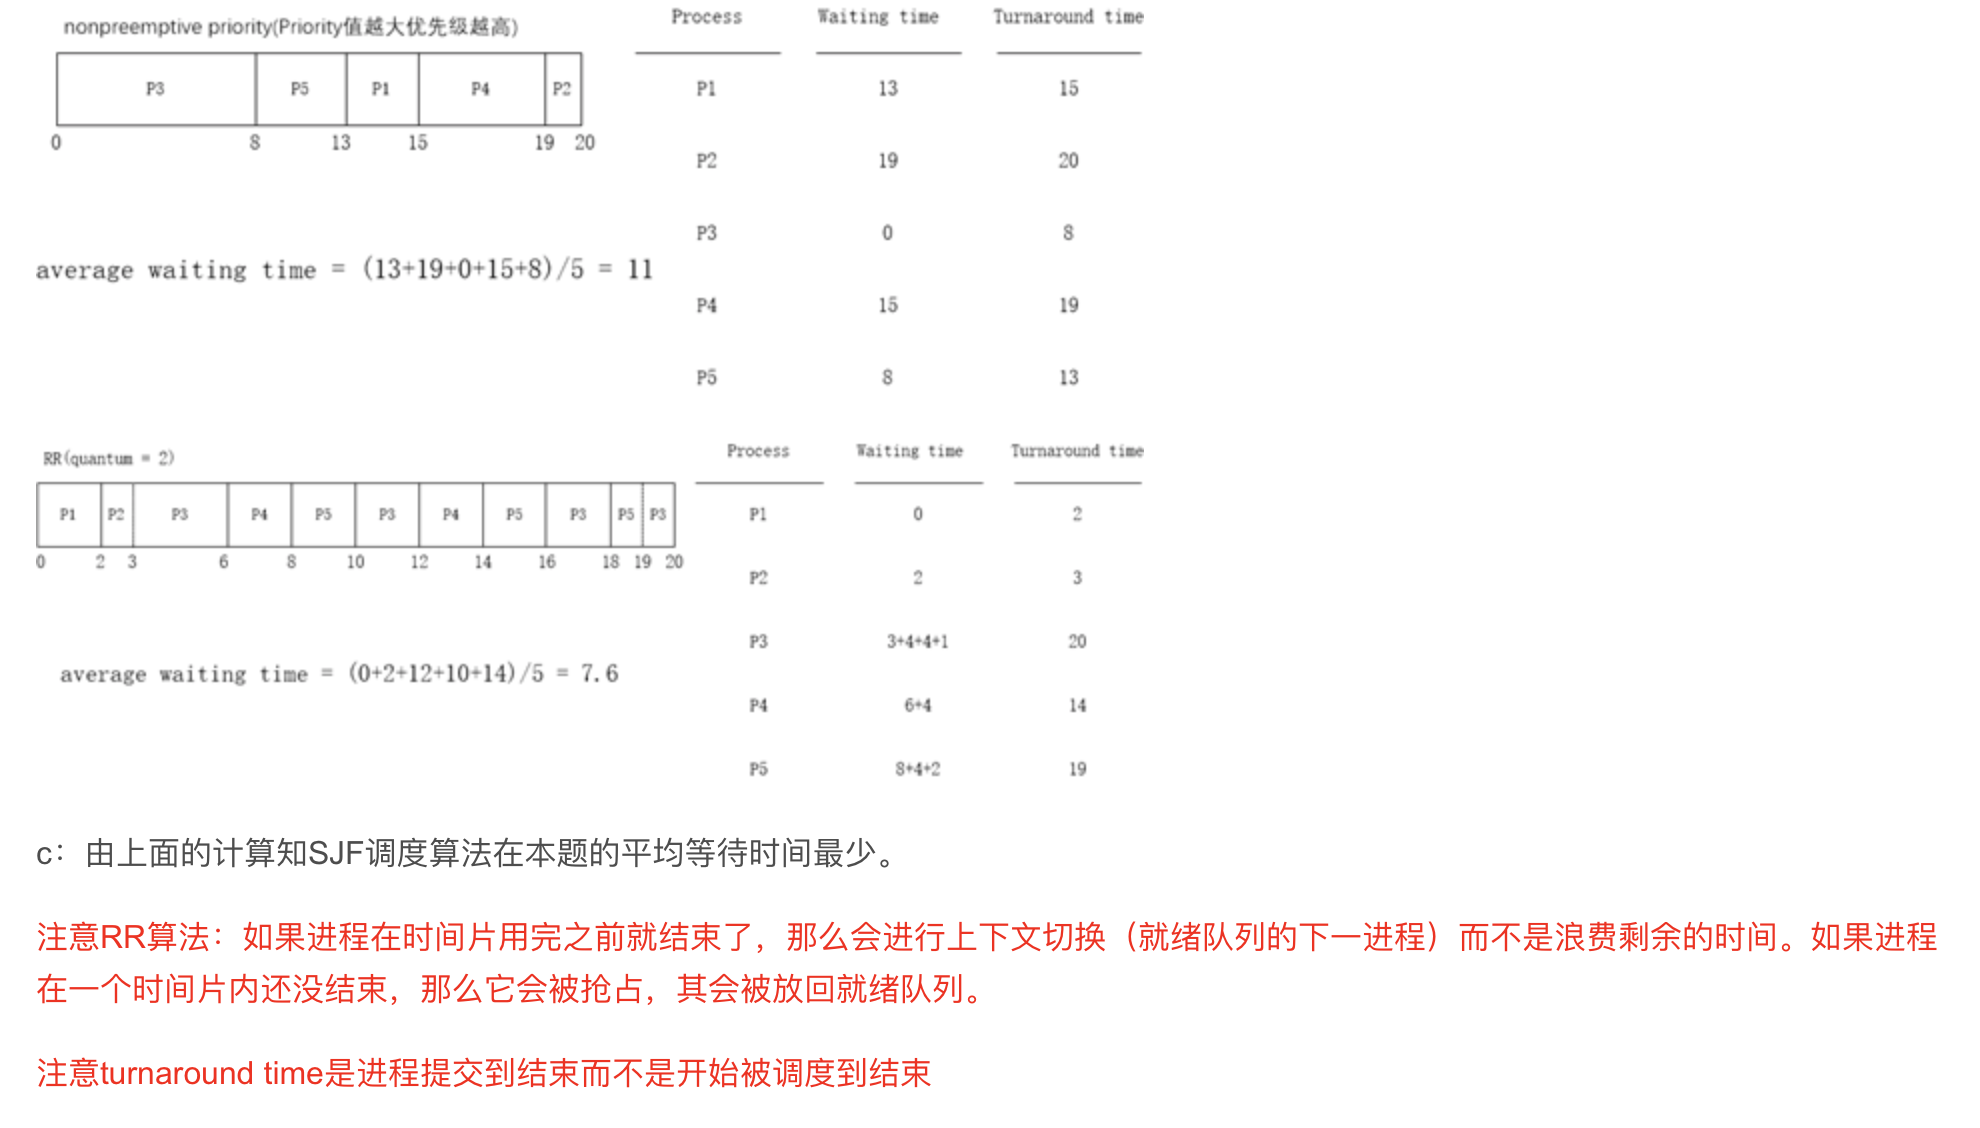 nonpreemptive priority(Priority值越大优先级越高)
P3 P5 P1 P4 P2
0 8 13 15 19 20
average waiting time = (13+19+0+15+8)/5 = 11
Process Waiting time Turnaround time
P1 13 15
P2 19 20
P3 0 8
P4 15 19
P5 8 13
RR(quantum = 2)
P1 P2 P3 P4 P5 P3 P4 P5 P3 P5 P3
0 2 3 6 8 10 12 14 16 18 19 20
average waiting time = (0+2+12+10+14)/5 = 7.6
Process Waiting time Turnaround time
P1 0 2
P2 2 3
P3 3+4+4+1 20
P4 6+4 14
P5 8+4+2 19
c：由上面的计算知SJF调度算法在本题的平均等待时间最少。
注意RR算法：如果进程在时间片用完之前就结束了，那么会进行上下文切换（就绪队列的下一进程）而不是浪费剩余的时间。如果进程
在一个时间片内还没结束，那么它会被抢占，其会被放回就绪队列。
注意turnaround time是进程提交到结束而不是开始被调度到结束